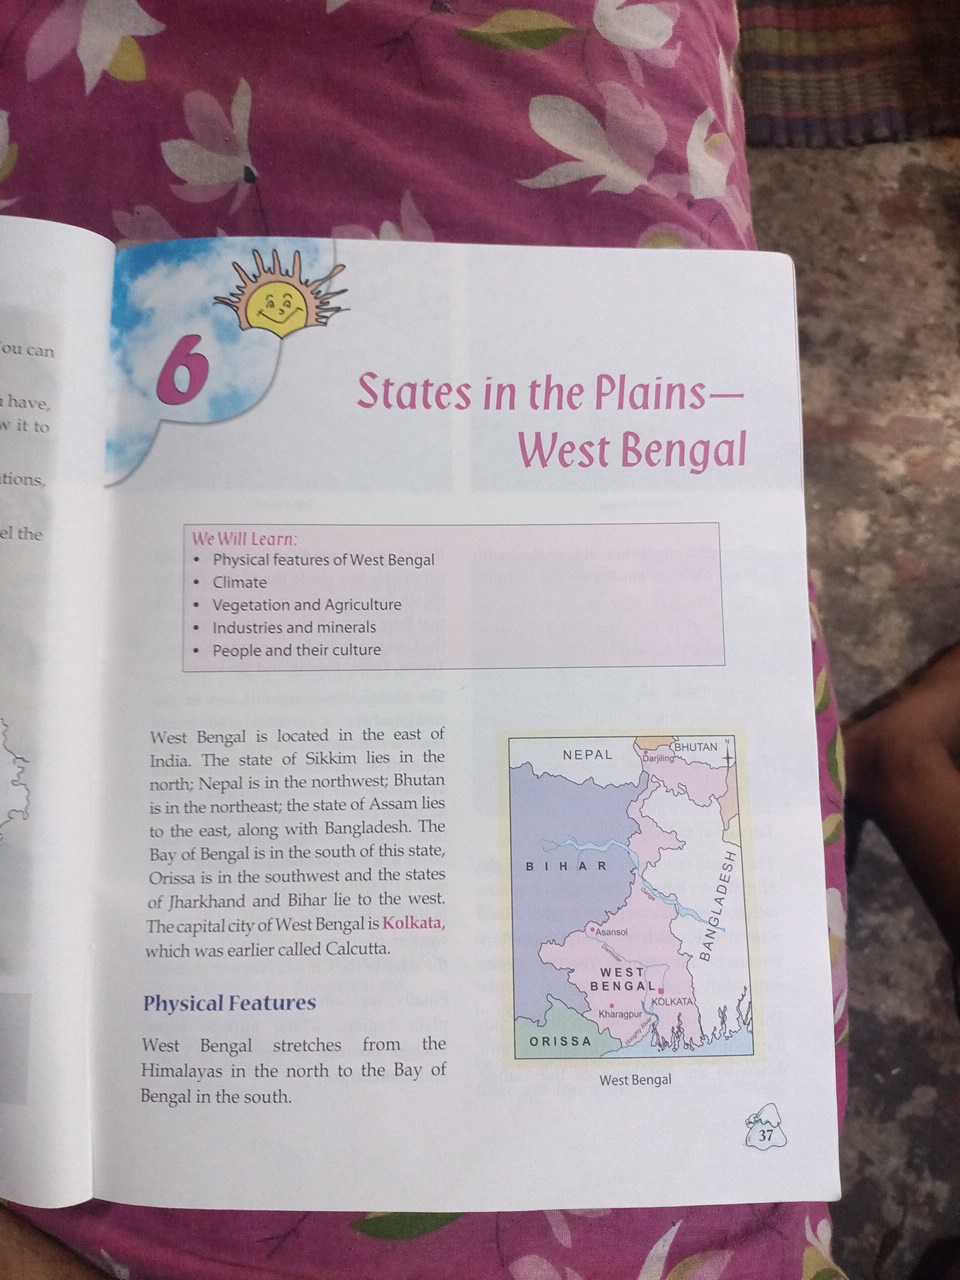 You can
have,
w it to
tions,
el the
6
States in the Plains—
West Bengal
We Will Learn:
• Physical features of West Bengal
• Climate
• Vegetation and Agriculture
• Industries and minerals
• People and their culture
West Bengal is located in the east of
India. The state of Sikkim lies in the
north; Nepal is in the northwest; Bhutan
is in the northeast; the state of Assam lies
to the east, along with Bangladesh. The
Bay of Bengal is in the south of this state,
Orissa is in the southwest and the states
of Jharkhand and Bihar lie to the west.
The capital city of West Bengal is Kolkata,
which was earlier called Calcutta.
Physical Features
West Bengal stretches from the
Himalayas in the north to the Bay of
Bengal in the south.
NEPAL
BHUTAN
N
Darjiling
BIHAR
Ganga
BANGLADESH
Asansol
Damodar
WEST
BENGAL
KOLKATA
Kharagpur
Hooghly River
ORISSA
West Bengal
37